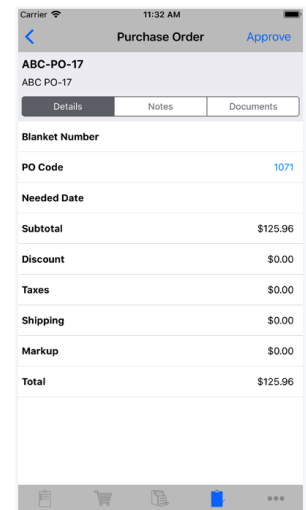 Carrier 11:32 AM
Purchase Order Approve
ABC-PO-17
ABC PO-17
Details Notes Documents
Blanket Number
PO Code 1071
Needed Date
Subtotal $125.96
Discount $0.00
Taxes $0.00
Shipping $0.00
Markup $0.00
Total $125.96